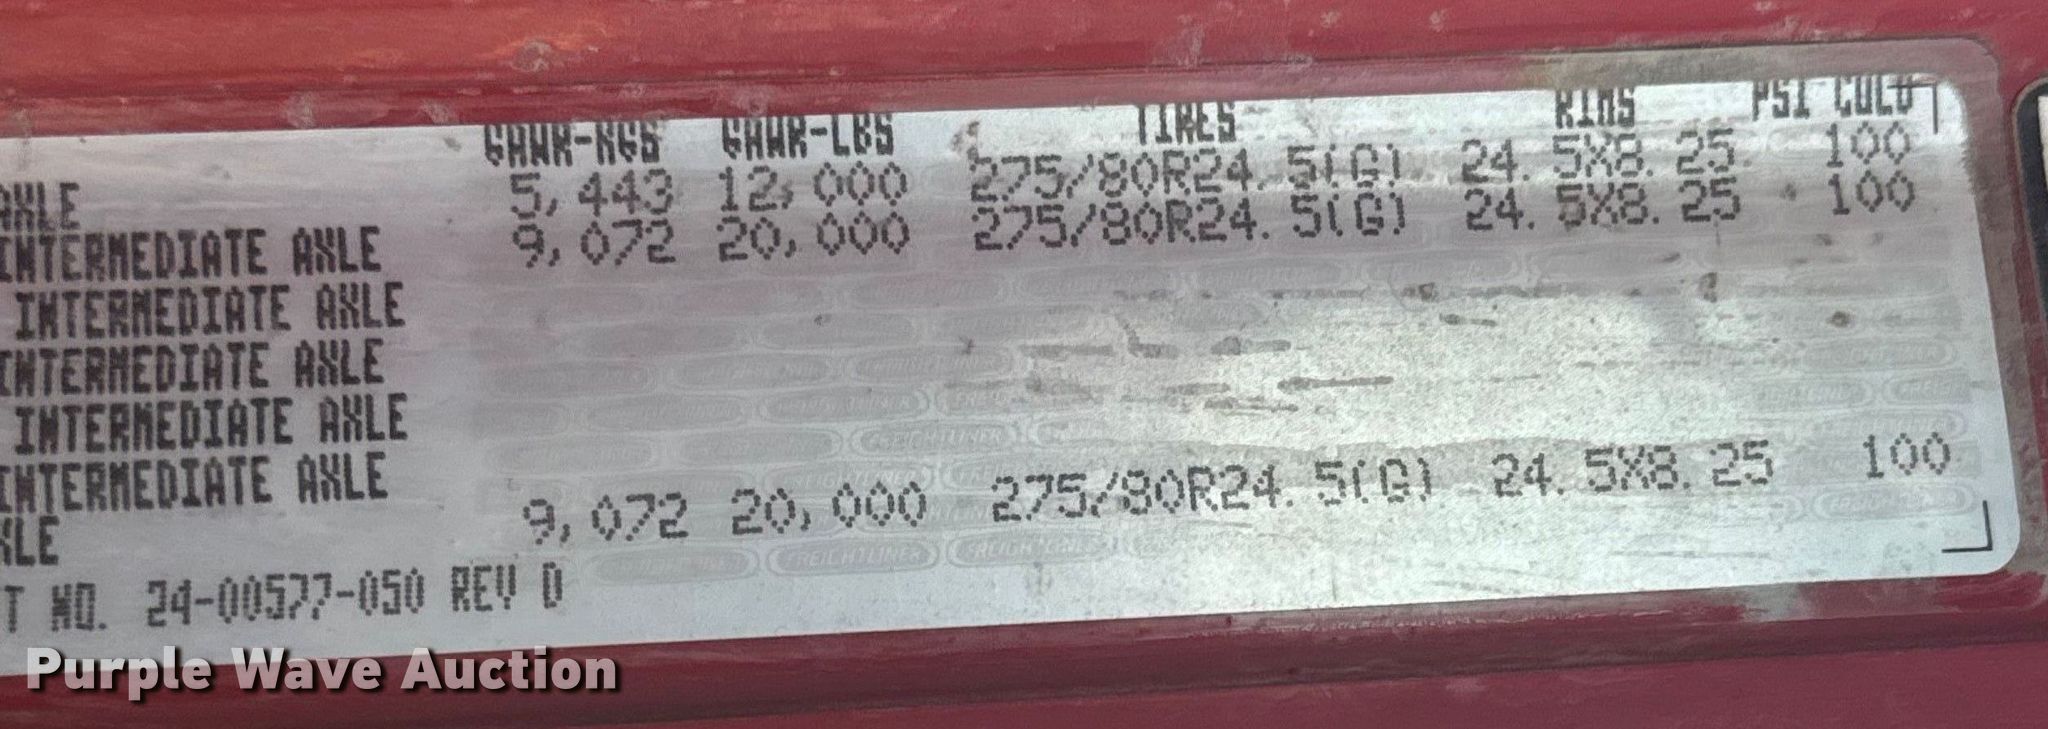 GAWR-KGS GAWR-LBS TIRES RIMS PSI COLD
AXLE 5,443 12,000 275/80R24.5(G) 24.5X8.25 100
INTERMEDIATE AXLE 9,072 20,000 275/80R24.5(G) 24.5X8.25 100
INTERMEDIATE AXLE
INTERMEDIATE AXLE
INTERMEDIATE AXLE
INTERMEDIATE AXLE
XLE 9,072 20,000 275/80R24.5(G) 24.5X8.25 100
T NO. 24-00577-050 REV D
FREIGHTLINER
Purple Wave Auction